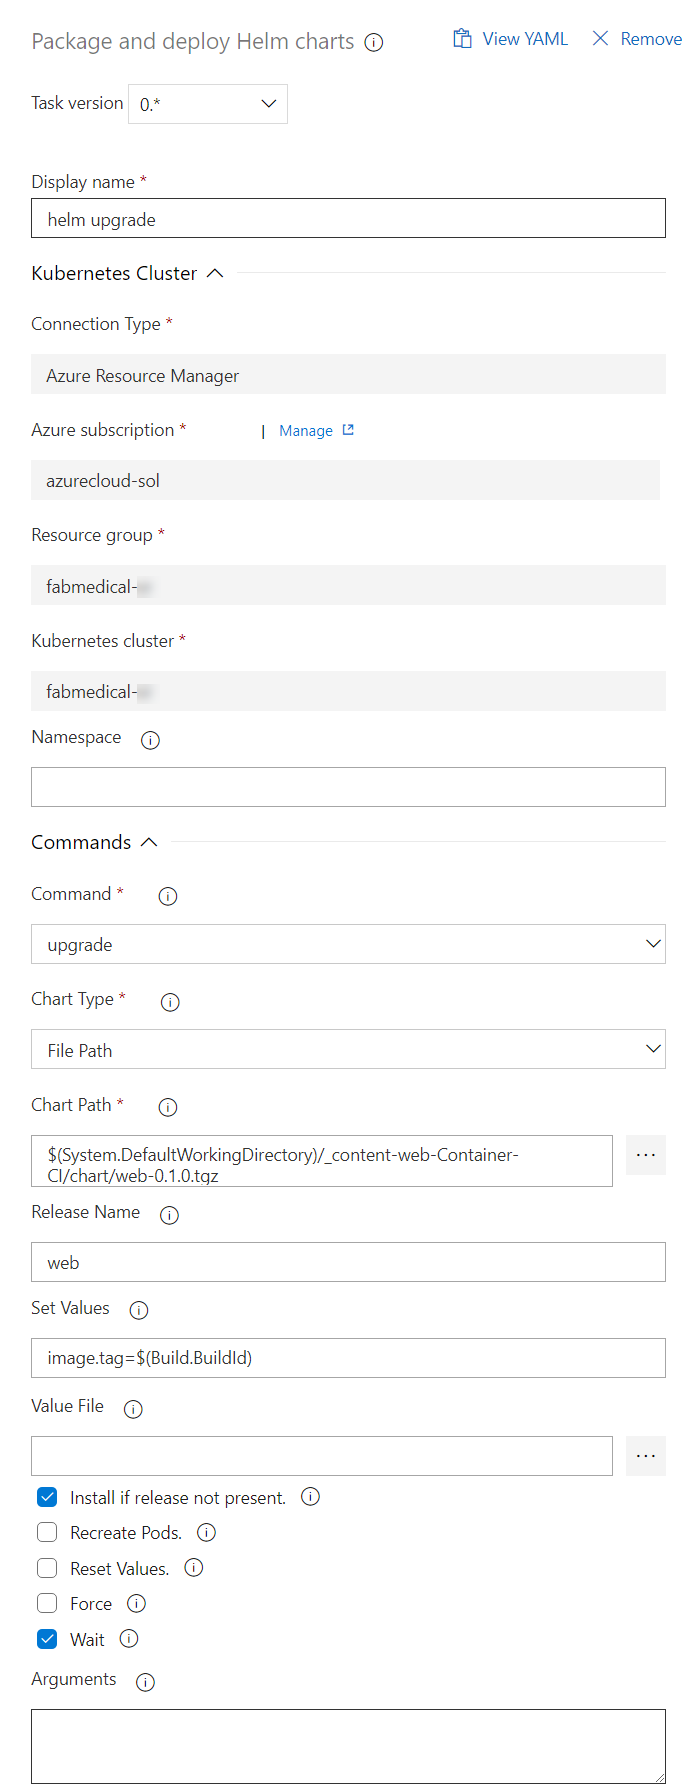 Package and deploy Helm charts
View YAML
Remove
Task version
0.*
Display name *
helm upgrade
Kubernetes Cluster
Connection Type *
Azure Resource Manager
Azure subscription *
| Manage
azurecloud-sol
Resource group *
fabmedical-
Kubernetes cluster *
fabmedical-
Namespace
Commands
Command *
upgrade
Chart Type *
File Path
Chart Path *
$(System.DefaultWorkingDirectory)/_content-web-Container-
CI/chart/web-0.1.0.tgz
...
Release Name
web
Set Values
image.tag=$(Build.BuildId)
Value File
...
Install if release not present.
Recreate Pods.
Reset Values.
Force
Wait
Arguments